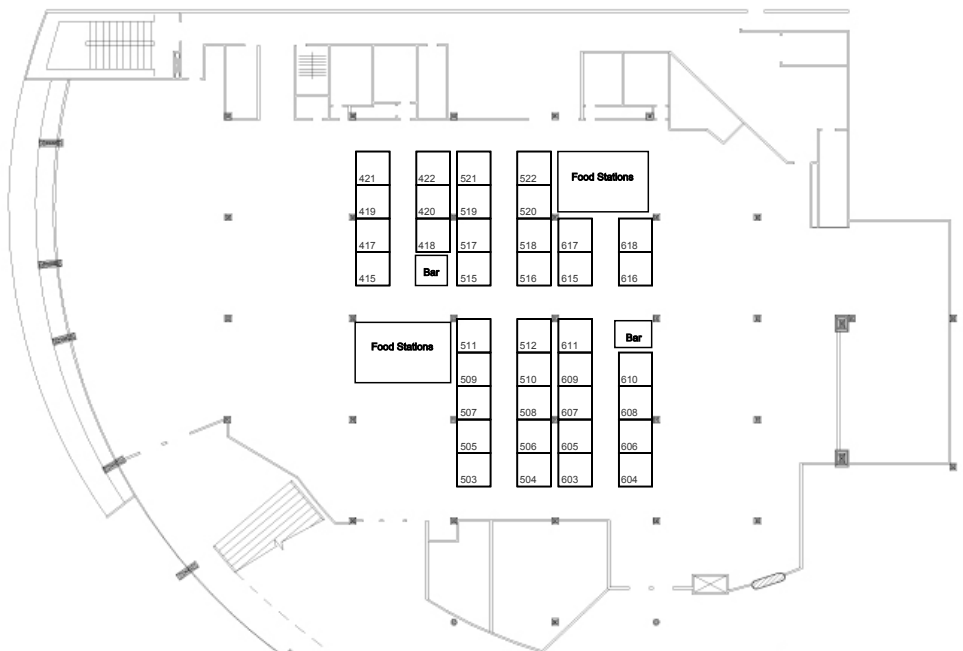 421 422 521 522 Food Stations
419 420 519 520
417 418 517 518 617 618
415 Bar 515 516 615 616
Food Stations 511 512 611 Bar
509 510 609 610
507 508 607 608
505 506 605 606
503 504 603 604